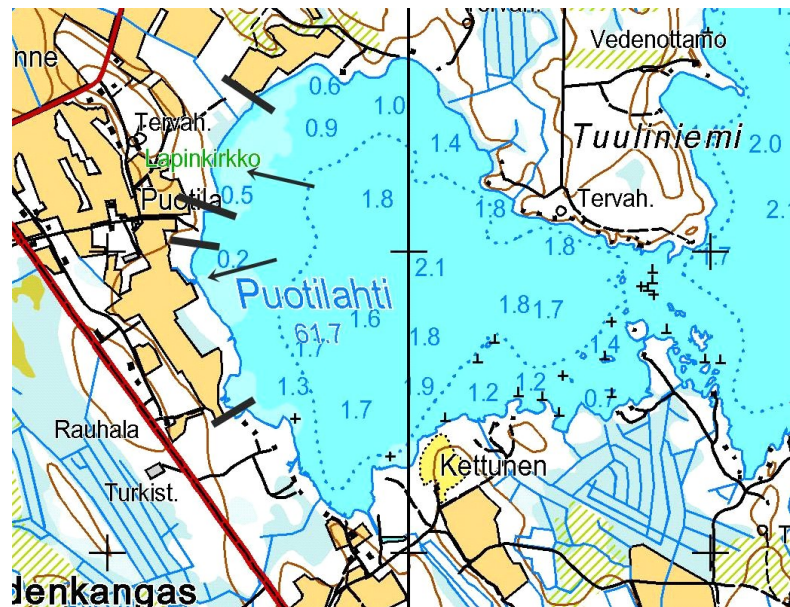 Tervah.
Vedenottamo
nne
0.6
1.0
Tervah.
0.9
1.4
Tuuliniemi
2.0
Lapinkirkko
Puotila
0.5
1.8
Tervah.
1.8
1.8
0.2
2.1
Puotilahti
61.7
1.6
1.7
1.8
1.8
1.7
1.4
1.3
1.7
1.9
1.2
1.2
Rauhala
Kettunen
Turkist.
denkangas